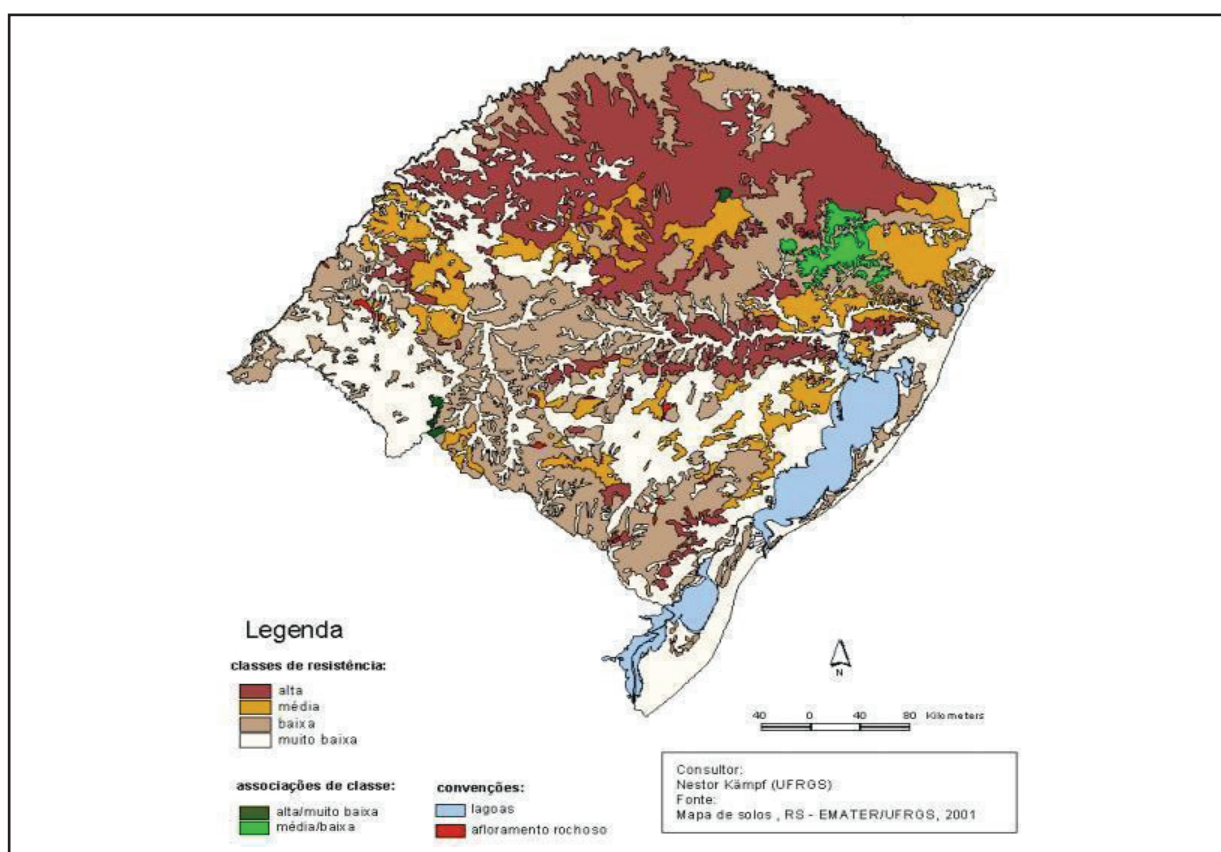 N
40 0 40 80 Kilometers
Legenda
classes de resistência:
alta
média
baixa
muito baixa
associações de classe:
alta/muito baixa
média/baixa
convenções:
lagoas
afloramento rochoso
Consultor:
Nestor Kämpf (UFRGS)
Fonte:
Mapa de solos , RS - EMATER/UFRGS, 2001